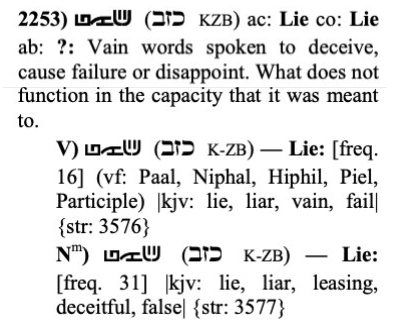 2253) (כזב KZB) ac: Lie co: Lie
ab: ?: Vain words spoken to deceive,
cause failure or disappoint. What does not
function in the capacity that it was meant
to.
V) (כזב K-ZB) — Lie: [freq.
16] (vf: Paal, Niphal, Hiphil, Piel,
Participle) |kjv: lie, liar, vain, fail|
{str: 3576}
Nᵐ) (כזב K-ZB) — Lie:
[freq. 31] |kjv: lie, liar, leasing,
deceitful, false| {str: 3577}